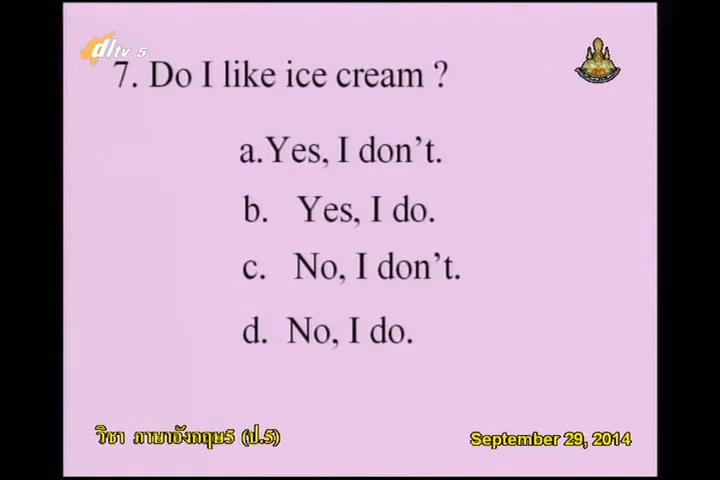 dltv 5
7. Do I like ice cream ?
a.Yes, I don't.
b. Yes, I do.
c. No, I don't.
d. No, I do.
วิชา ภาษาอังกฤษ5 (ป.5)
September 29, 2014